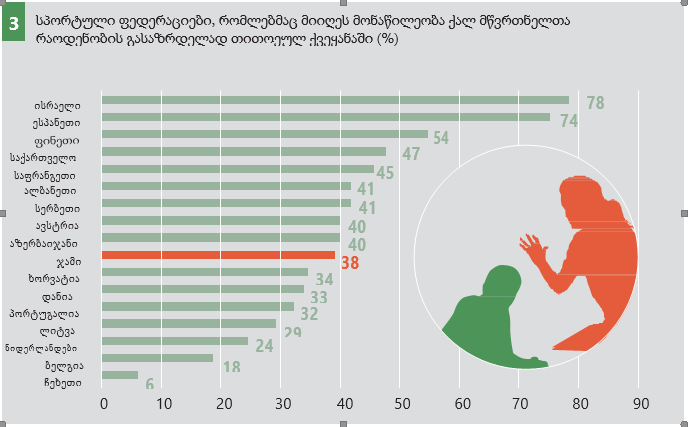 3
სპორტული ფედერაციები, რომლებმაც მიიღეს მონაწილეობა ქალ მწვრთნელთა
რაოდენობის გასაზრდელად თითოეულ ქვეყანაში (%)
ისრაელი 78
ესპანეთი 74
ფინეთი 54
საქართველო 47
საფრანგეთი 45
ალბანეთი 41
სერბეთი 41
ავსტრია 40
აზერბაიჯანი 40
ჯამი 38
ხორვატია 34
დანია 33
პორტუგალია 32
ლიტვა 29
ნიდერლანდები 24
ბელგია 18
ჩეხეთი 6
0 10 20 30 40 50 60 70 80 90